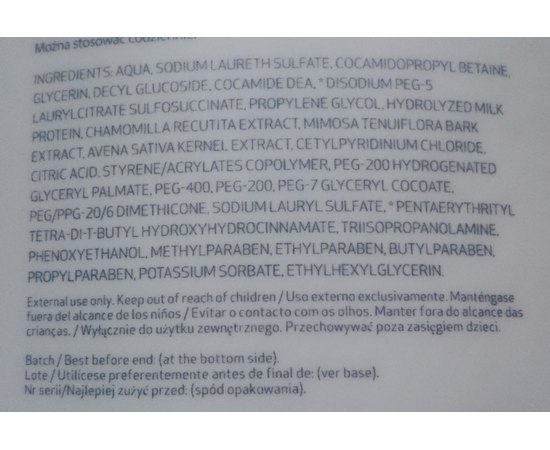 Można stosować codziennie.
INGREDIENTS: AQUA, SODIUM LAURETH SULFATE, COCAMIDOPROPYL BETAINE,
GLYCERIN, DECYL GLUCOSIDE, COCAMIDE DEA, * DISODIUM PEG-5
LAURYLCITRATE SULFOSUCCINATE, PROPYLENE GLYCOL, HYDROLYZED MILK
PROTEIN, CHAMOMILLA RECUTITA EXTRACT, MIMOSA TENUIFLORA BARK
EXTRACT, AVENA SATIVA KERNEL EXTRACT, CETYLPYRIDINIUM CHLORIDE,
CITRIC ACID, STYRENE/ACRYLATES COPOLYMER, PEG-200 HYDROGENATED
GLYCERYL PALMATE, PEG-400, PEG-200, PEG-7 GLYCERYL COCOATE,
PEG/PPG-20/6 DIMETHICONE, SODIUM LAURYL SULFATE, * PENTAERYTHRITYL
TETRA-DI-T-BUTYL HYDROXYHYDROCINNAMATE, TRIISOPROPANOLAMINE,
PHENOXYETHANOL, METHYLPARABEN, ETHYLPARABEN, BUTYLPARABEN,
PROPYLPARABEN, POTASSIUM SORBATE, ETHYLHEXYLGLYCERIN.
External use only. Keep out of reach of children / Uso externo exclusivamente. Manténgase
fuera del alcance de los niños / Evitar o contacto com os olhos. Manter fora do alcance das
crianças. / Wyłącznie do użytku zewnętrznego. Przechowywać poza zasięgiem dzieci.
Batch / Best before end: (at the bottom side).
Lote / Utilícese preferentemente antes de final de: (ver base).
Nr serii/Najlepiej zużyć przed: (spód opakowania).